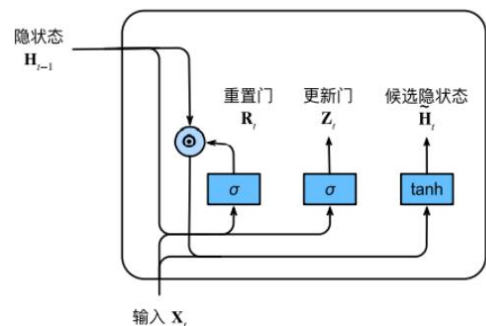 隐状态
H_{t-1}
重置门
R_t
更新门
Z_t
候选隐状态
H̃_t
σ
σ
tanh
输入 X_t